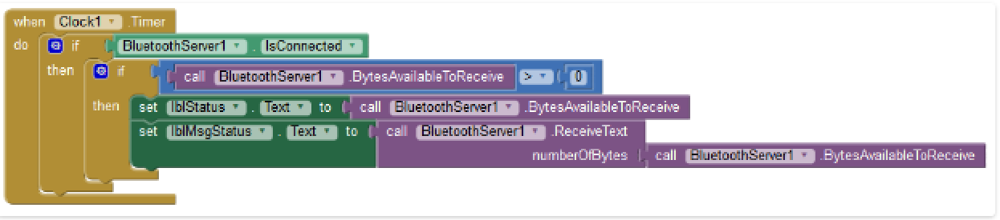 when Clock1 .Timer
do if BluetoothServer1 . IsConnected
then if call BluetoothServer1 .BytesAvailableToReceive > 0
then set lblStatus . Text to call BluetoothServer1 .BytesAvailableToReceive
set lblMsgStatus . Text to call BluetoothServer1 .ReceiveText
numberOfBytes call BluetoothServer1 .BytesAvailableToReceive